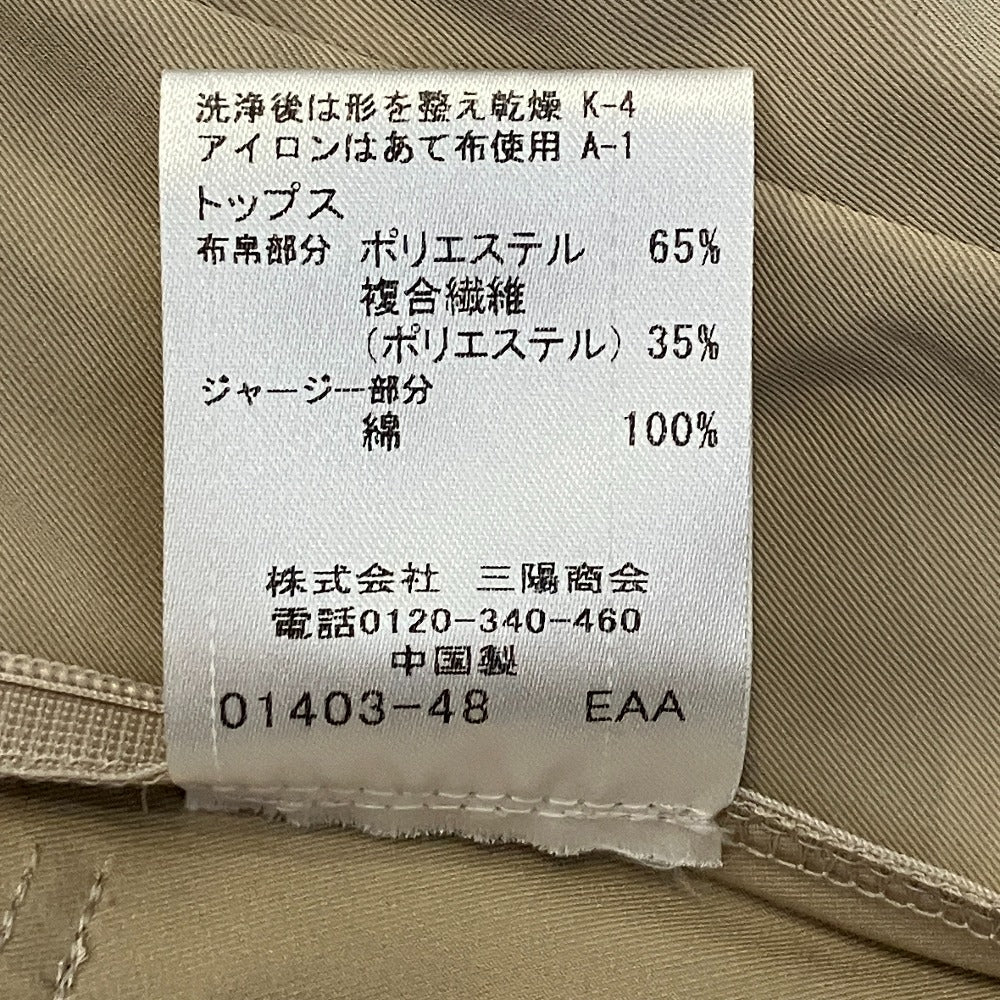 洗浄後は形を整え乾燥 K-4
アイロンはあて布使用 A-1
トップス
布帛部分 ポリエステル 65%
複合繊維
(ポリエステル) 35%
ジャージー部分
綿 100%
株式会社 三陽商会
電話0120-340-460
中国製
01403-48 EAA